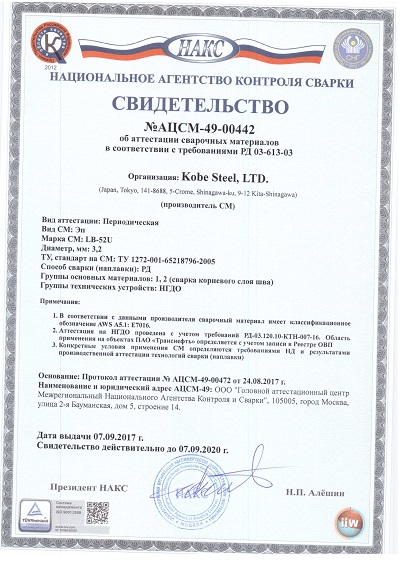 НАКС
2012
СНГ
НАЦИОНАЛЬНОЕ АГЕНТСТВО КОНТРОЛЯ СВАРКИ
СВИДЕТЕЛЬСТВО
№АЦСМ-49-00442
об аттестации сварочных материалов
в соответствии с требованиями РД 03-613-03
Организация: Kobe Steel, LTD.
(Japan, Tokyo, 141-8688, 5-Crome, Shinagawa-ku, 9-12 Kita-Shinagawa)
(производитель СМ)
Вид аттестации: Периодическая
Вид СМ: Эп
Марка СМ: LB-52U
Диаметр, мм: 3,2
ТУ, стандарт на СМ: ТУ 1272-001-65218796-2005
Способ сварки (наплавки): РД
Группы основных материалов: 1, 2 (сварка корневого слоя шва)
Группы технических устройств: НГДО
Примечания:
1. В соответствии с данными производителя сварочный материал имеет классификационное
обозначение AWS A5.1: E7016.
2. Аттестация на НГДО проведена с учетом требований РД-03.120.10-КТН-007-16. Область
применения на объектах ПАО «Транснефть» определяется с учетом записи в Реестре ОВП
3. Конкретные условия применения СМ определяются требованиями НД и результатами
производственной аттестации технологий сварки (наплавки)
Основание: Протокол аттестации № АЦСМ-49-00472 от 24.08.2017 г.
Наименование и юридический адрес АЦСМ-49: ООО "Головной аттестационный центр
Межрегиональный Национального Агентства Контроля и Сварки", 105005, город Москва,
улица 2-я Бауманская, дом 5, строение 14.
Дата выдачи 07.09.2017 г.
Свидетельство действительно до 07.09.2020 г.
Президент НАКС
Н.П. Алёшин
Система
менеджмента
ISO 9001:2008
iiw